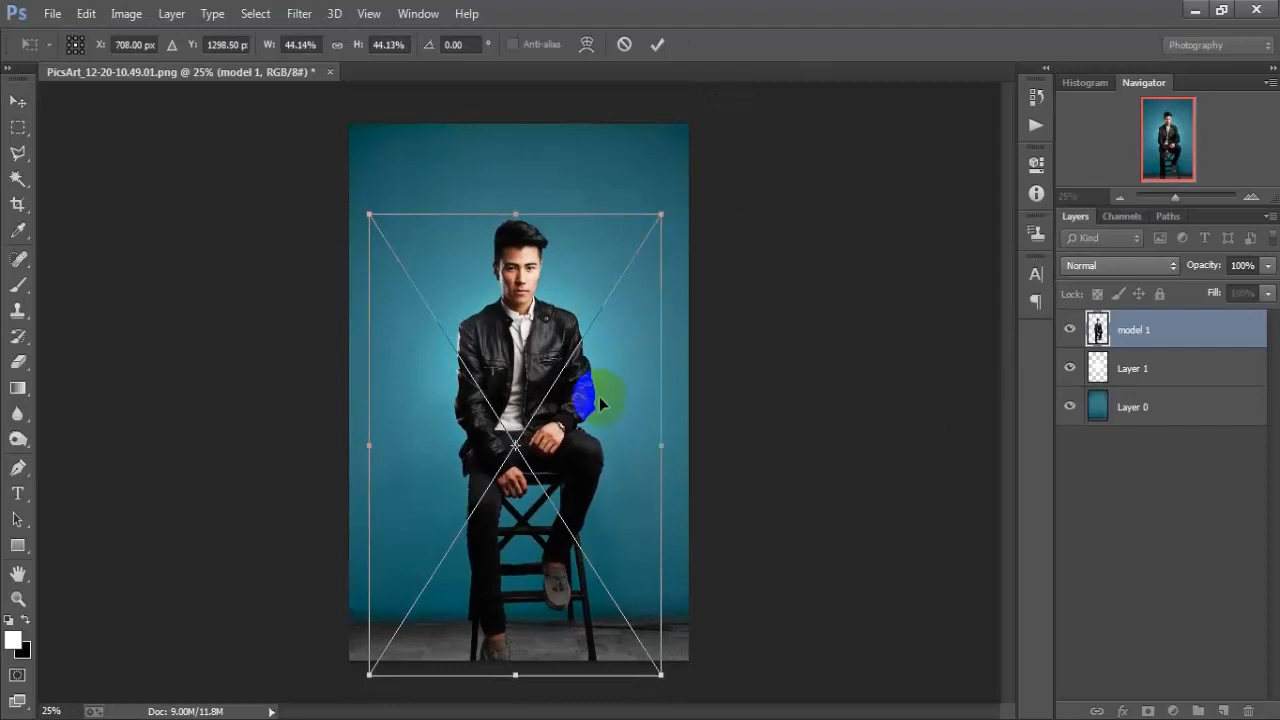 Ps File Edit Image Layer Type Select Filter 3D View Window Help
X: 708.00 px Y: 1298.50 px W: 44.14% H: 44.13% 0.00 ° Anti-alias Photography
PicsArt_12-20-10.49.01.png @ 25% (model 1, RGB/8#) * ×
Histogram Navigator
25%
Layers Channels Paths
Kind
Normal Opacity: 100%
Lock: Fill: 100%
model 1
Layer 1
Layer 0
25% Doc: 9.00M/11.8M